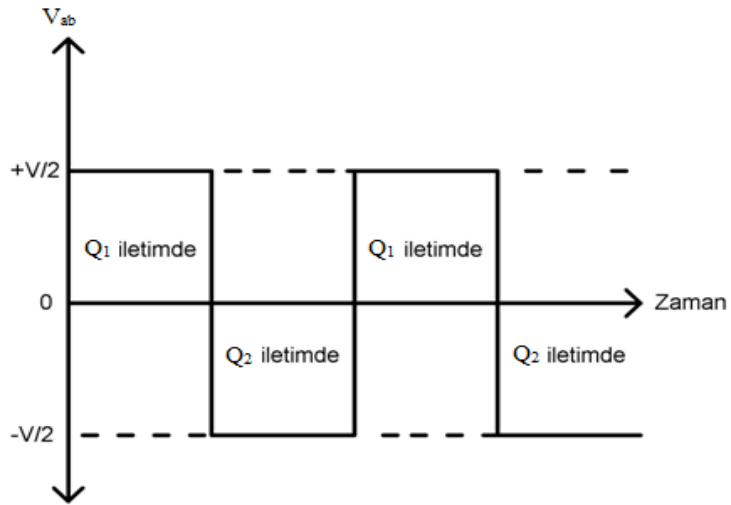 Vab
+V/2
Q1 iletimde
Q1 iletimde
0
Zaman
Q2 iletimde
Q2 iletimde
-V/2